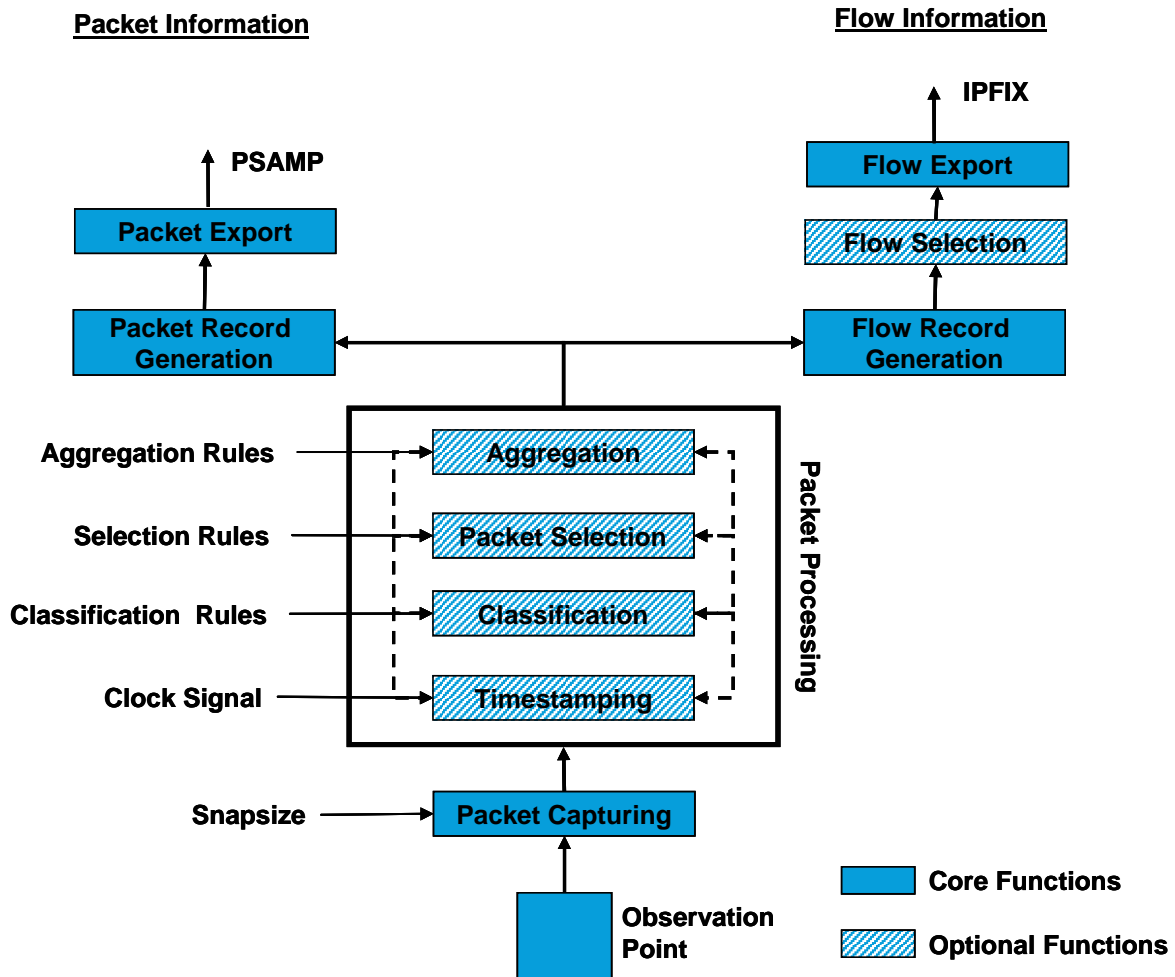 Packet Information
Flow Information
IPFIX
PSAMP
Flow Export
Packet Export
Flow Selection
Packet Record
Generation
Flow Record
Generation
Aggregation Rules
Aggregation
Selection Rules
Packet Selection
Classification Rules
Classification
Clock Signal
Timestamping
Packet Processing
Snapsize
Packet Capturing
Observation
Point
Core Functions
Optional Functions